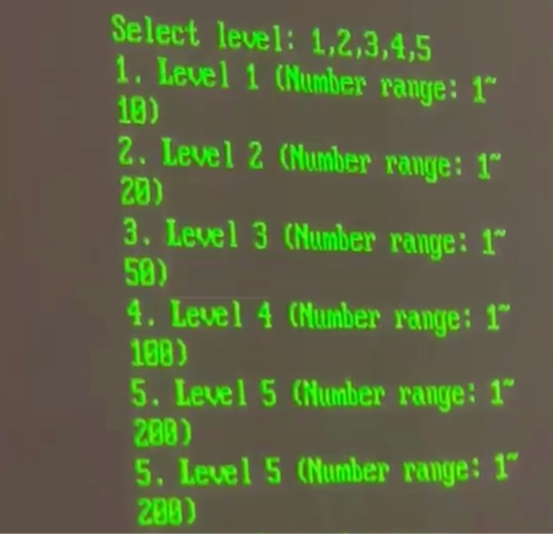 Select level: 1,2,3,4,5
1. Level 1 (Number range: 1~
10)
2. Level 2 (Number range: 1~
20)
3. Level 3 (Number range: 1~
50)
4. Level 4 (Number range: 1~
100)
5. Level 5 (Number range: 1~
200)
5. Level 5 (Number range: 1~
200)